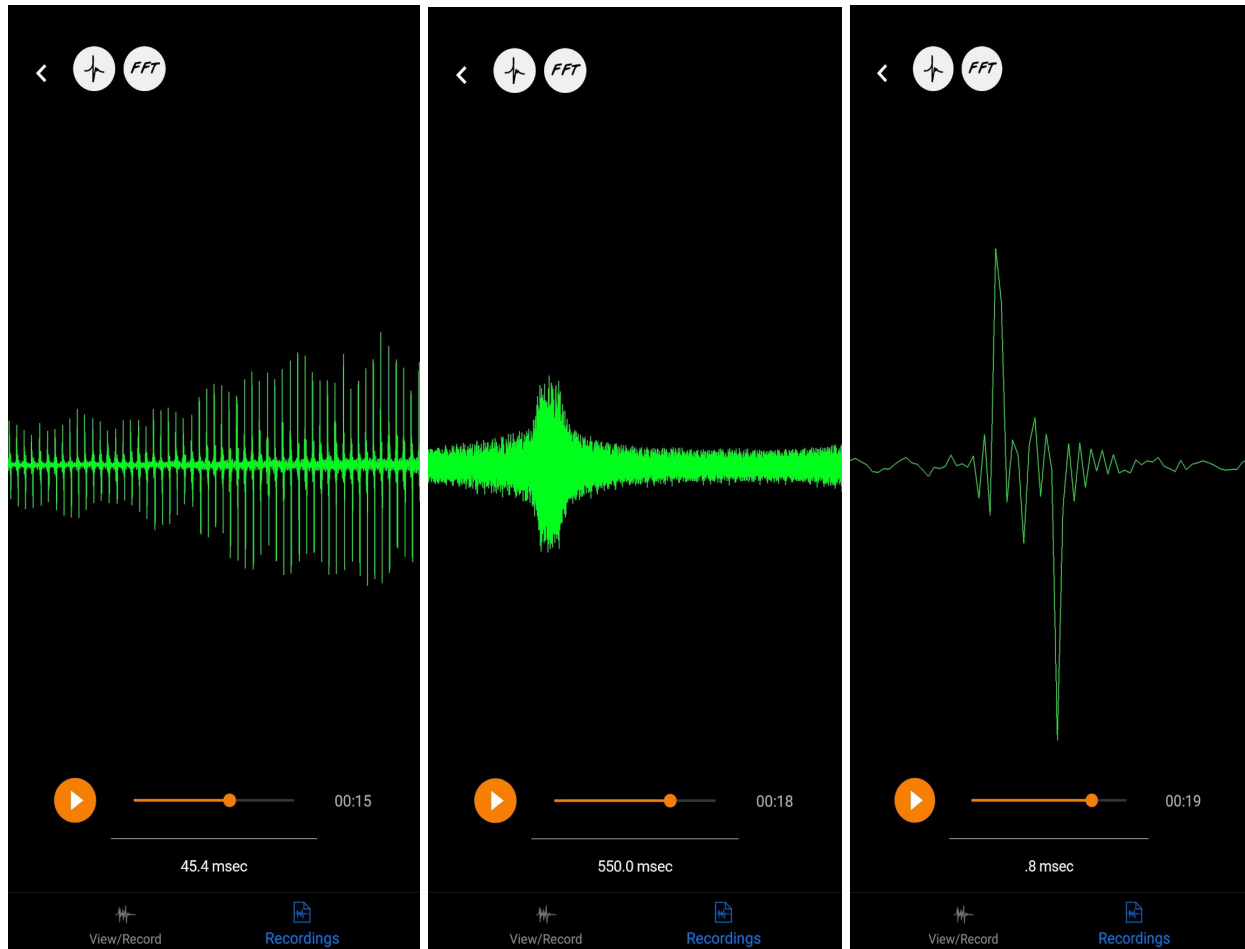 FFT
00:15
45.4 msec
View/Record
Recordings
FFT
00:18
550.0 msec
View/Record
Recordings
FFT
00:19
.8 msec
View/Record
Recordings